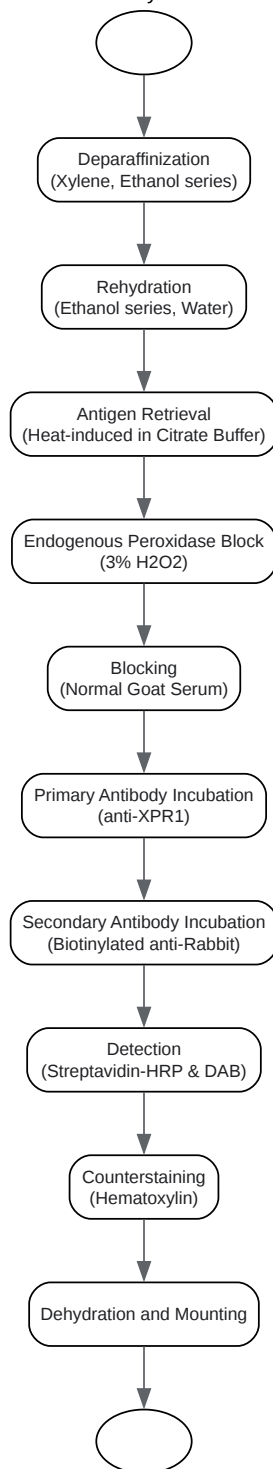 Deparaffinization
(Xylene, Ethanol series)
Rehydration
(Ethanol series, Water)
Antigen Retrieval
(Heat-induced in Citrate Buffer)
Endogenous Peroxidase Block
(3% H2O2)
Blocking
(Normal Goat Serum)
Primary Antibody Incubation
(anti-XPR1)
Secondary Antibody Incubation
(Biotinylated anti-Rabbit)
Detection
(Streptavidin-HRP & DAB)
Counterstaining
(Hematoxylin)
Dehydration and Mounting